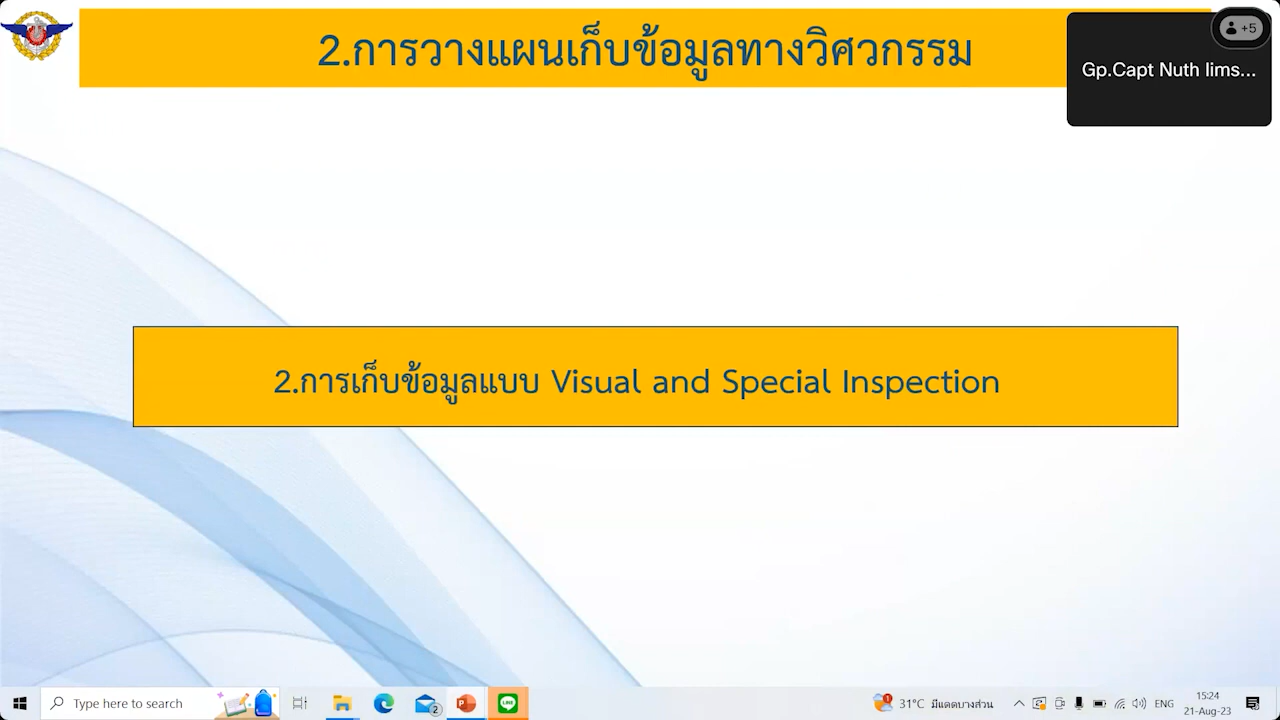 2.การวางแผนเก็บข้อมูลทางวิศวกรรม
+5
Gp.Capt Nuth lims...
2.การเก็บข้อมูลแบบ Visual and Special Inspection
Type here to search
2
1
31°C มีแดดบางส่วน
ENG
15:24
21-Aug-23
LINE